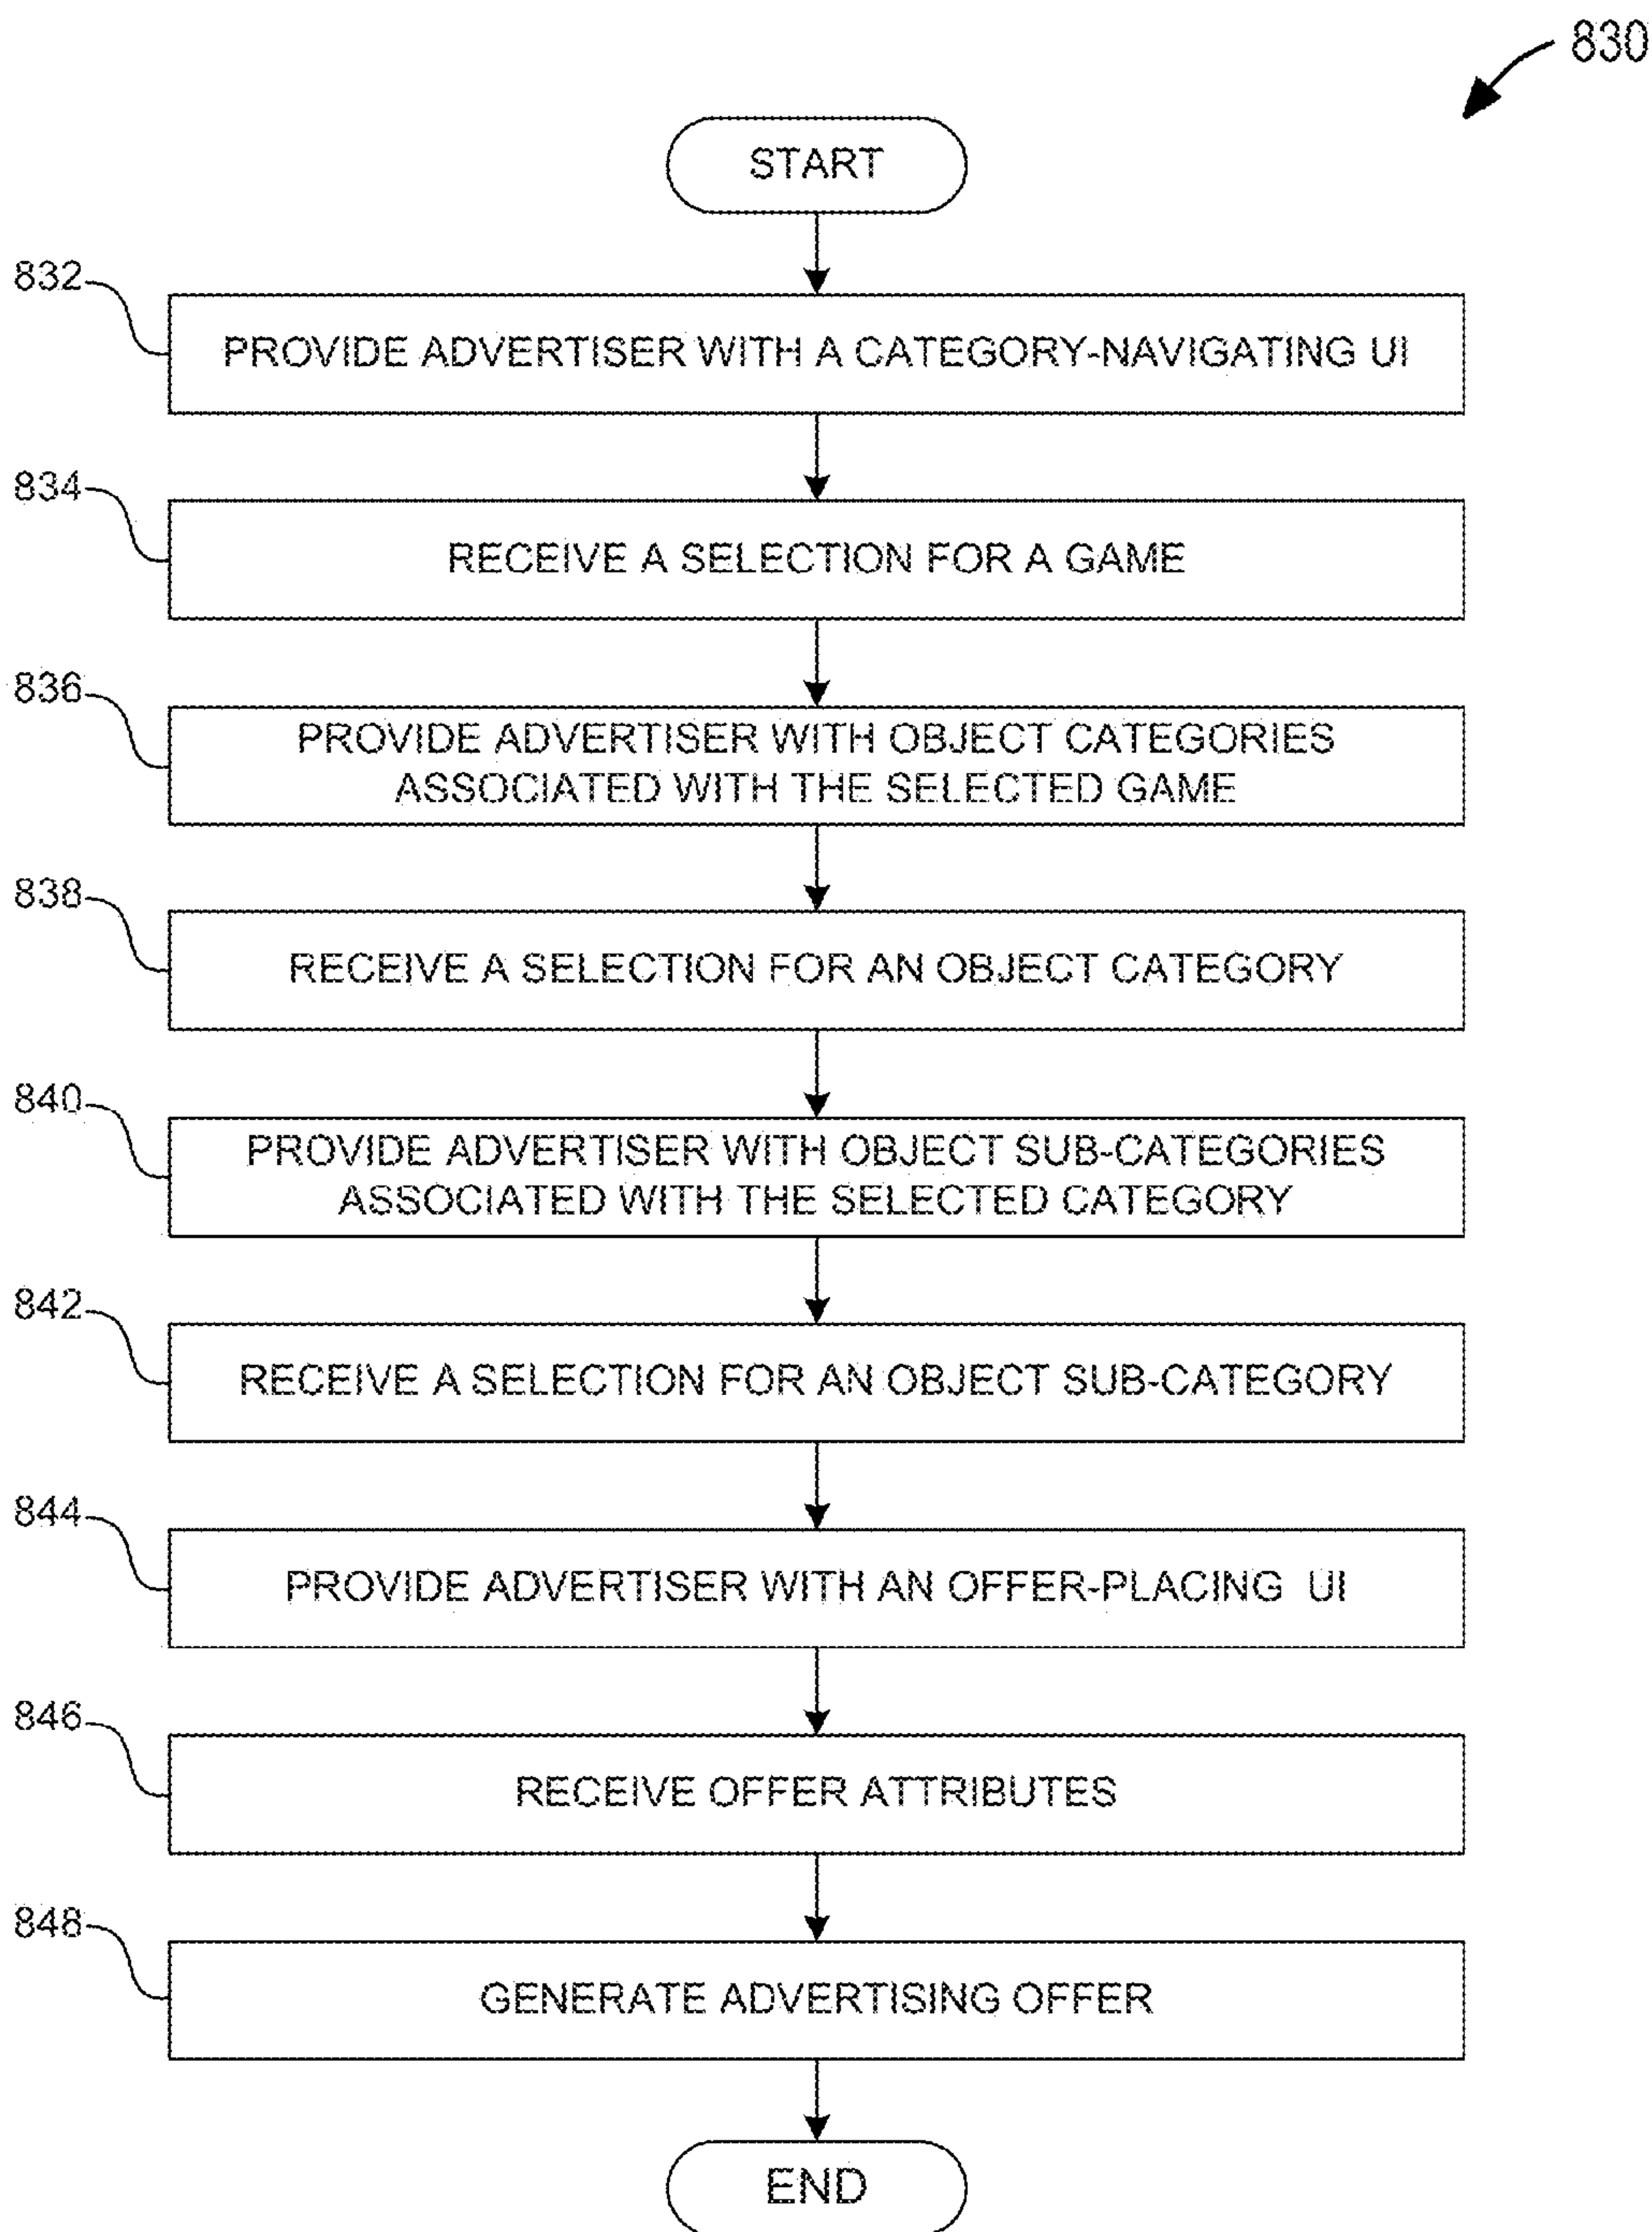 830
START
832
PROVIDE ADVERTISER WITH A CATEGORY-NAVIGATING UI
834
RECEIVE A SELECTION FOR A GAME
836
PROVIDE ADVERTISER WITH OBJECT CATEGORIES
ASSOCIATED WITH THE SELECTED GAME
838
RECEIVE A SELECTION FOR AN OBJECT CATEGORY
840
PROVIDE ADVERTISER WITH OBJECT SUB-CATEGORIES
ASSOCIATED WITH THE SELECTED CATEGORY
842
RECEIVE A SELECTION FOR AN OBJECT SUB-CATEGORY
844
PROVIDE ADVERTISER WITH AN OFFER-PLACING UI
846
RECEIVE OFFER ATTRIBUTES
848
GENERATE ADVERTISING OFFER
END